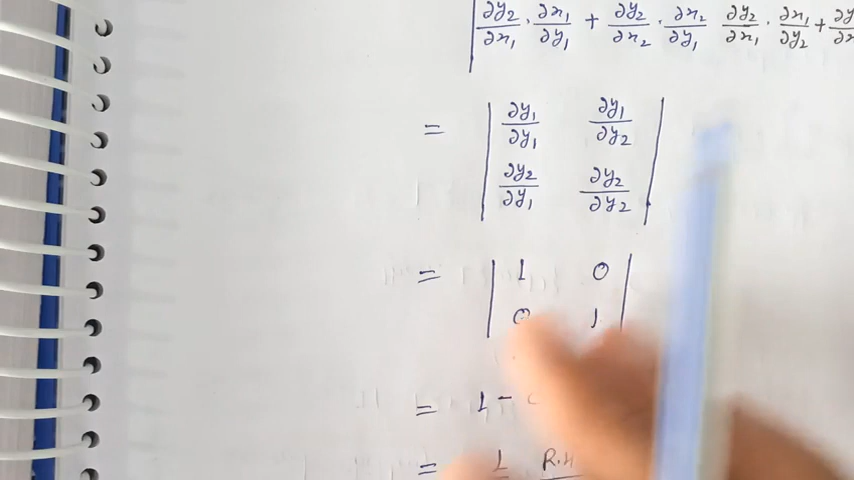 | ∂y₂/∂x₁ · ∂x₁/∂y₁ + ∂y₂/∂x₂ · ∂x₂/∂y₁ ∂y₂/∂x₁ · ∂x₁/∂y₂ +
= | ∂y₁/∂y₁ ∂y₁/∂y₂ |
| ∂y₂/∂y₁ ∂y₂/∂y₂ |
= | 1 0 |
| 0 1 |
= 1 -
= 1